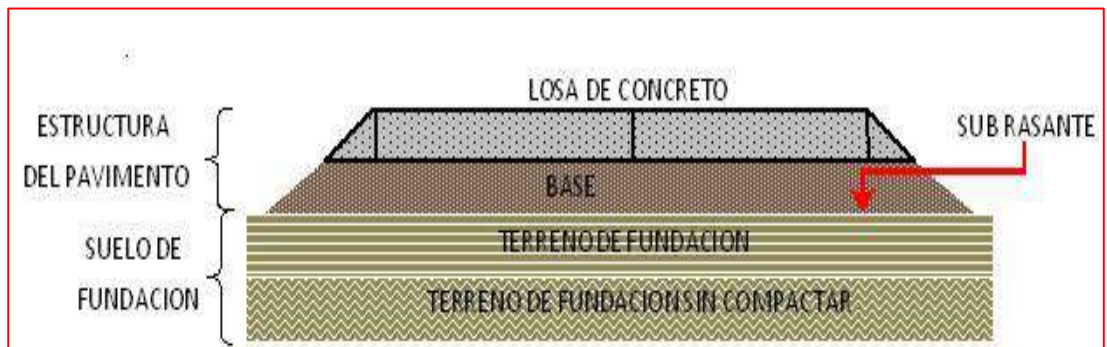 LOSA DE CONCRETO
ESTRUCTURA
DEL PAVIMENTO
SUB RASANTE
BASE
SUELO DE
FUNDACION
TERRENO DE FUNDACION
TERRENO DE FUNDACION SIN COMPACTAR